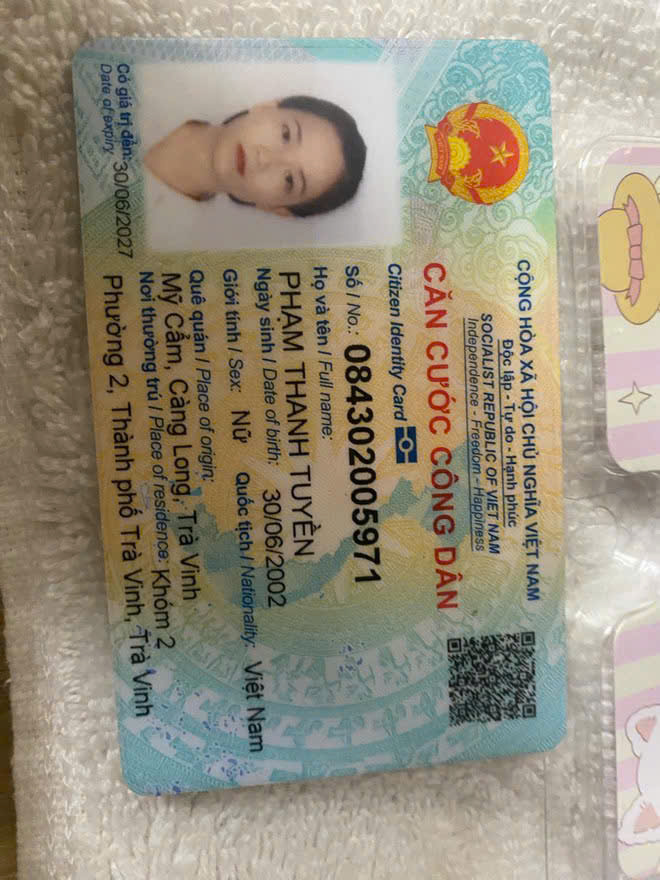 CỘNG HÒA XÃ HỘI CHỦ NGHĨA VIỆT NAM
Độc lập - Tự do - Hạnh phúc
SOCIALIST REPUBLIC OF VIET NAM
Independence - Freedom - Happiness
CĂN CƯỚC CÔNG DÂN
Citizen Identity Card
Số / No.: 084302005971
Họ và tên / Full name:
PHẠM THANH TUYỀN
Ngày sinh / Date of birth: 30/06/2002
Giới tính / Sex: Nữ Quốc tịch / Nationality: Việt Nam
Quê quán / Place of origin:
Mỹ Cẩm, Càng Long, Trà Vinh
Nơi thường trú / Place of residence: Khóm 2
Phường 2, Thành phố Trà Vinh, Trà Vinh
Có giá trị đến: 30/06/2027
Date of expiry